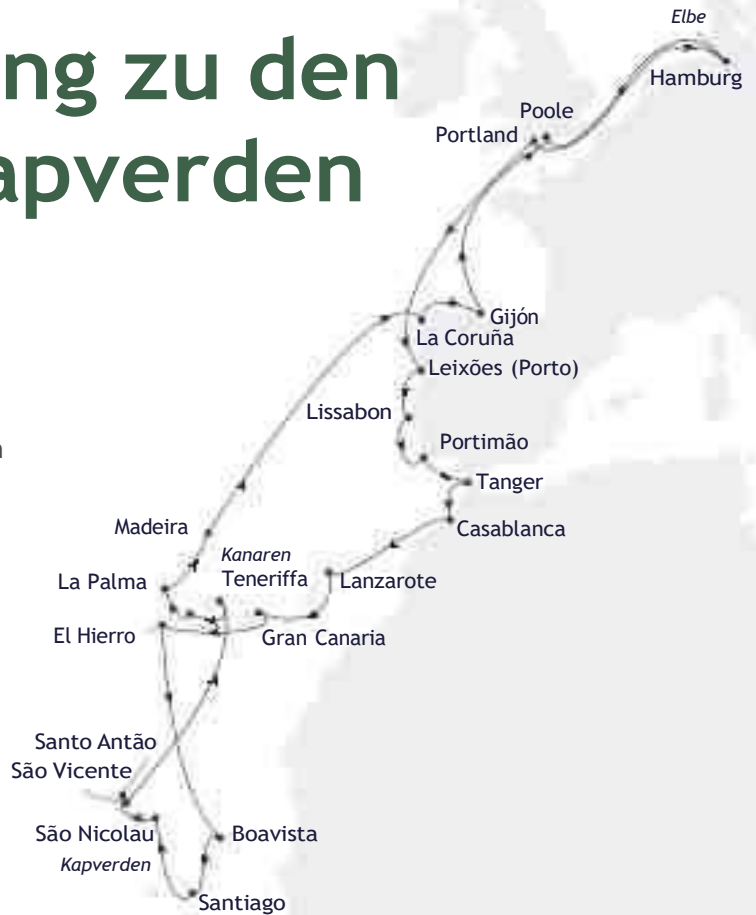 ng zu den
apverden
n
Elbe
Hamburg
Poole
Portland
Gijón
La Coruña
Leixões (Porto)
Lissabon
Portimão
Tanger
Casablanca
Madeira
Kanaren
Teneriffa
Lanzarote
La Palma
El Hierro
Gran Canaria
Santo Antão
São Vicente
São Nicolau
Boavista
Kapverden
Santiago